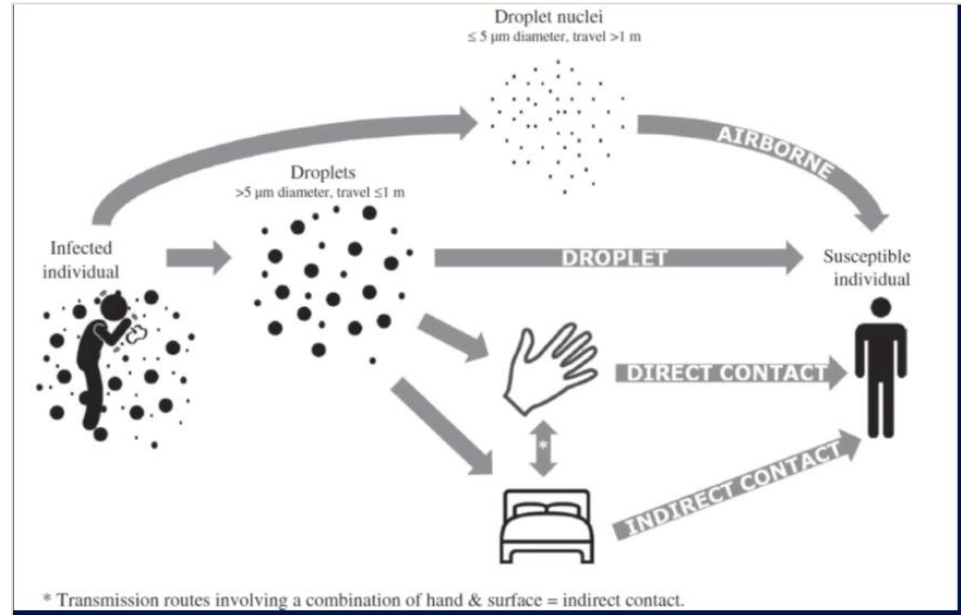 Droplet nuclei
≤ 5 μm diameter, travel >1 m
AIRBORNE
Droplets
>5 μm diameter, travel ≤1 m
Infected
individual
DROPLET
Susceptible
individual
DIRECT CONTACT
*
INDIRECT CONTACT
* Transmission routes involving a combination of hand & surface = indirect contact.